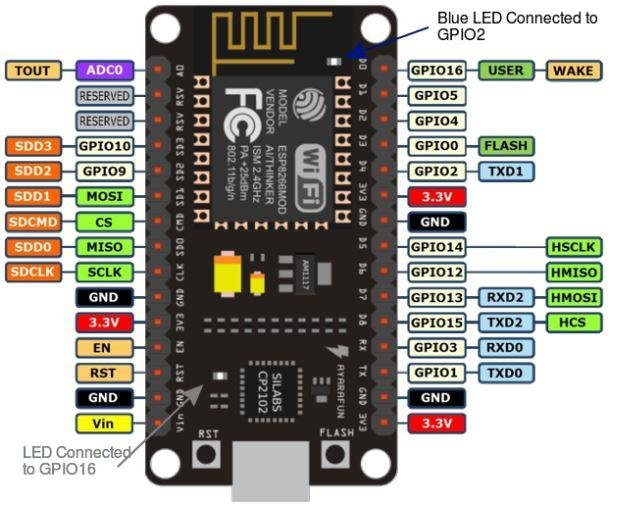 Blue LED Connected to
GPIO2
TOUT ADC0 A0 D0 GPIO16 USER WAKE
RESERVED RSV D1 GPIO5
RESERVED RSV D2 GPIO4
SDD3 GPIO10 SD3 D3 GPIO0 FLASH
SDD2 GPIO9 SD2 D4 GPIO2 TXD1
SDD1 MOSI SD1 3V3 3.3V
SDCMD CS CMD GND GND
SDD0 MISO SD0 D5 GPIO14 HSCLK
SDCLK SCLK CLK D6 GPIO12 HMISO
GND GND D7 GPIO13 RXD2 HMOSI
3.3V 3V3 D8 GPIO15 TXD2 HCS
EN EN RX GPIO3 RXD0
RST RST TX GPIO1 TXD0
GND GND GND GND
Vin Vin 3V3 3.3V
MODEL ESP8266MOD
VENDOR AI/THINKER
ISM 2.4GHz
PA +25dBm
802.11b/g/n
FC
Wi Fi
AM1117
SILABS
CP2102
AYARAFUN
RST
FLASH
LED Connected
to GPIO16